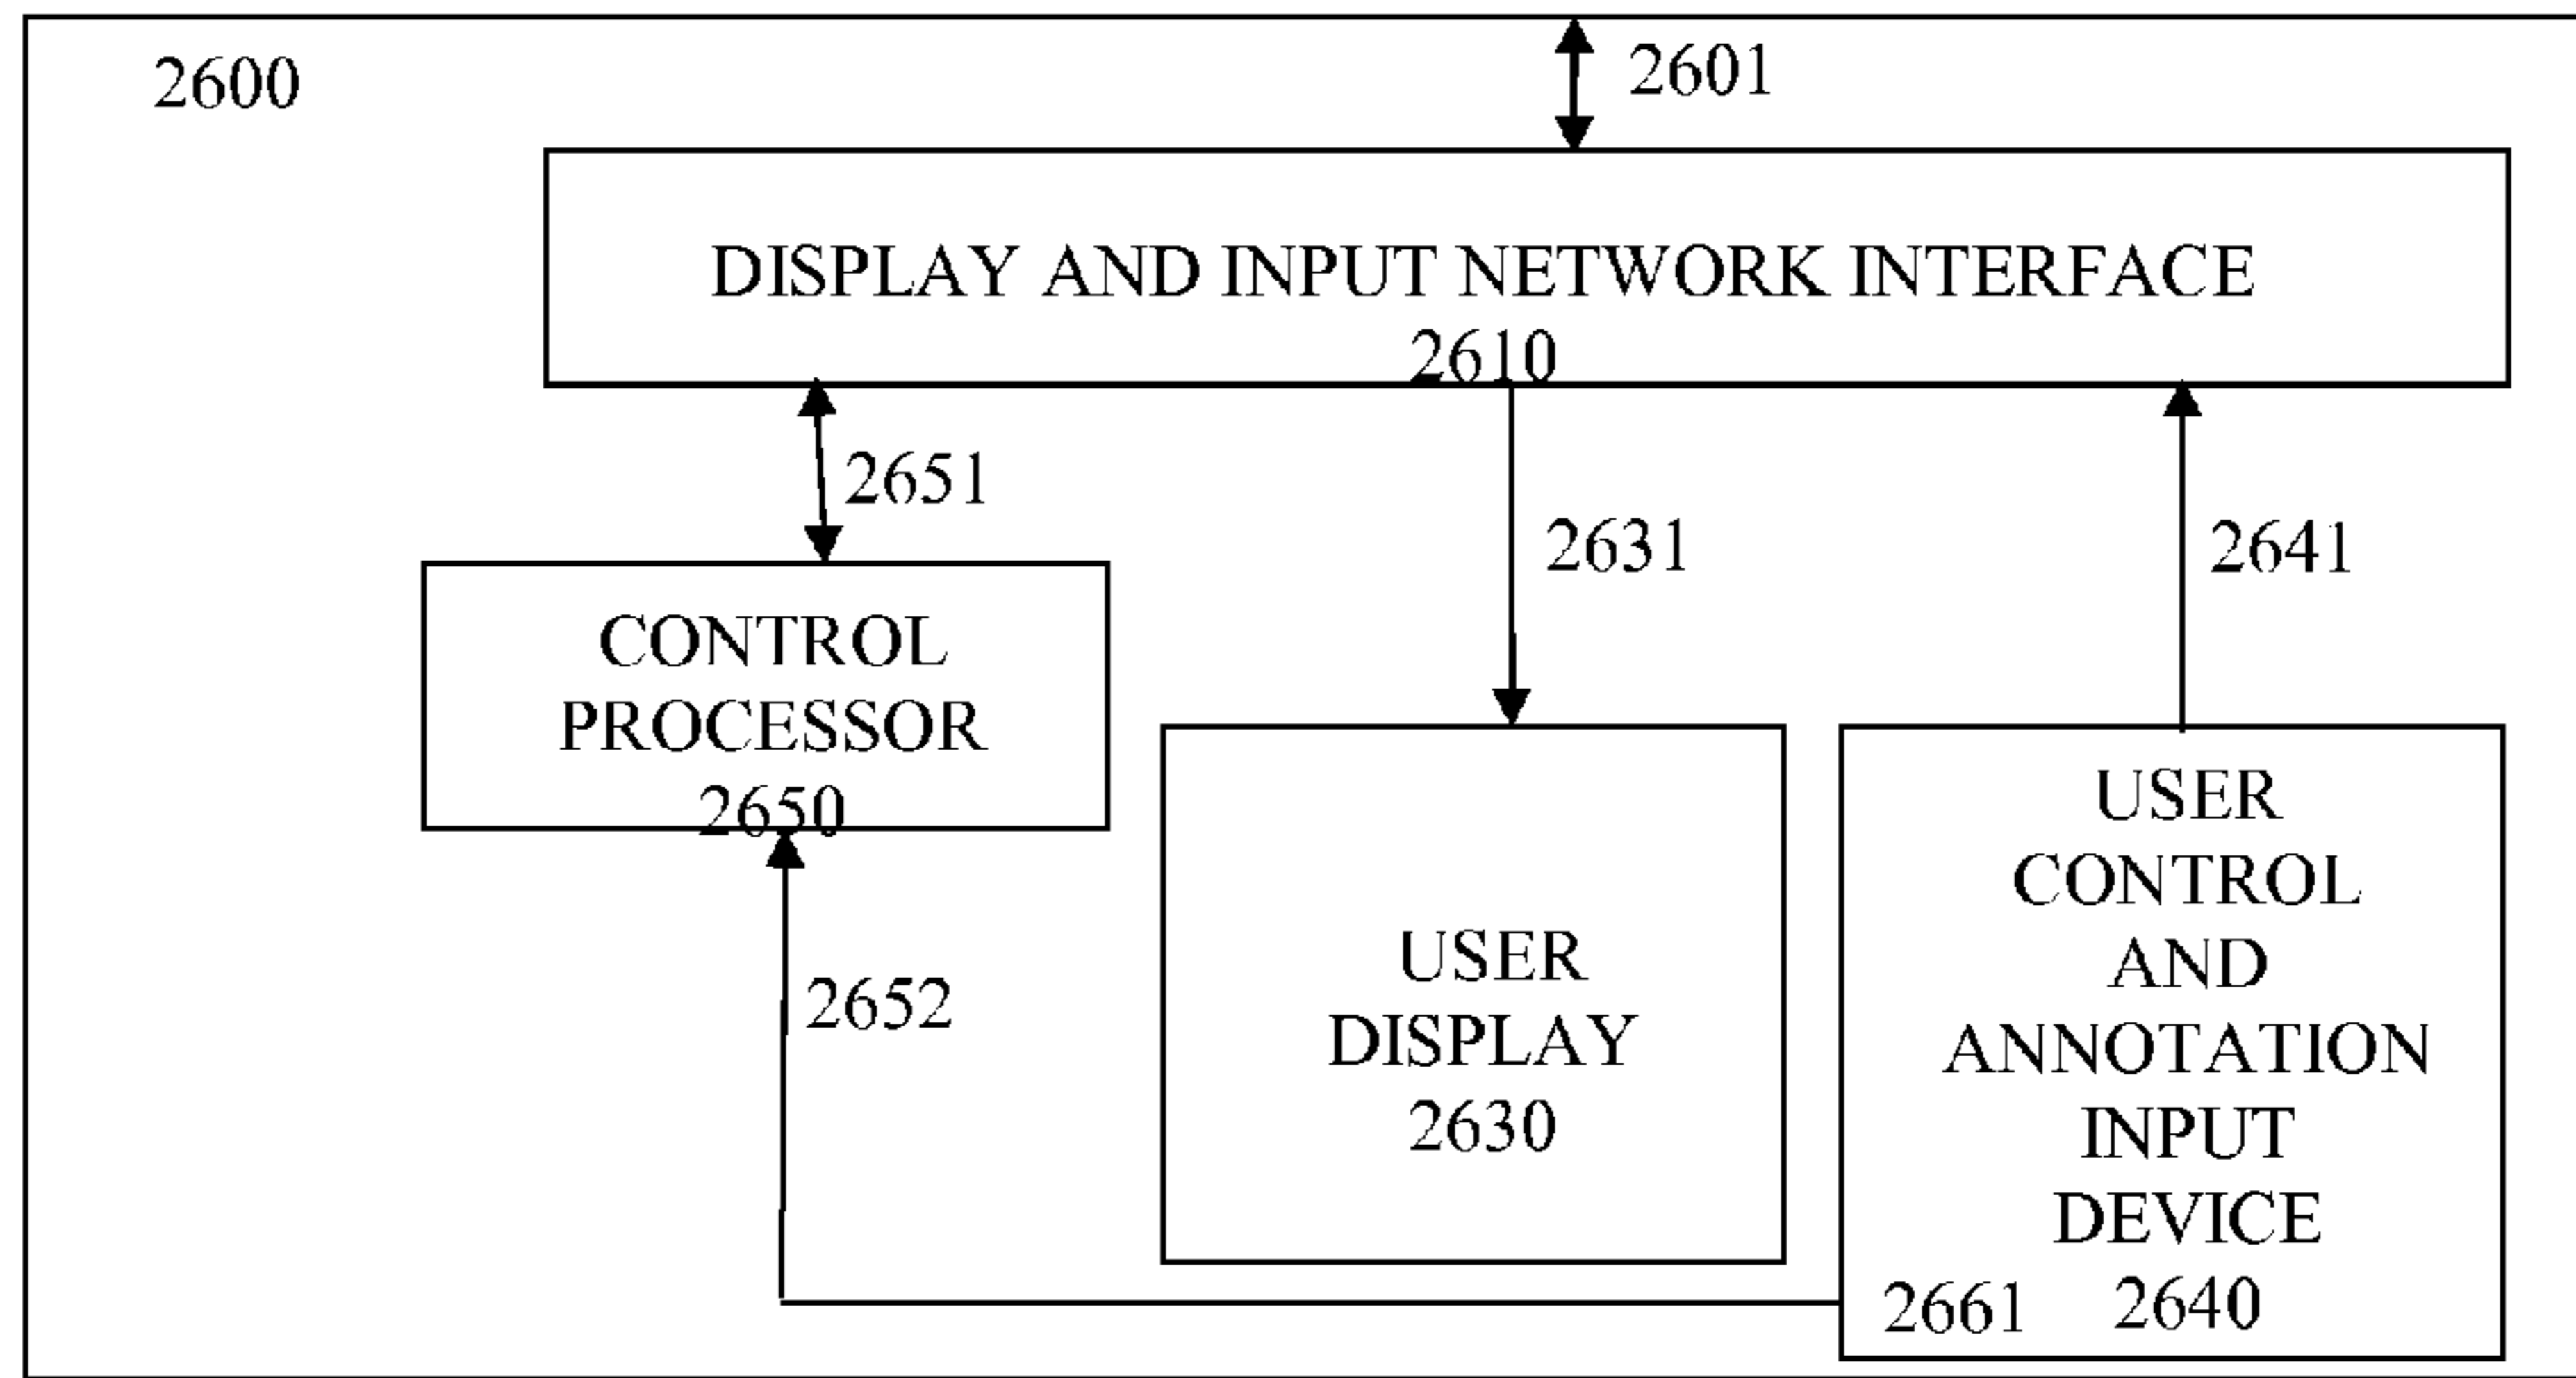 2600
2601
DISPLAY AND INPUT NETWORK INTERFACE
2610
2651
2631
2641
CONTROL
PROCESSOR
2650
2652
USER
DISPLAY
2630
USER
CONTROL
AND
ANNOTATION
INPUT
DEVICE
2661 2640